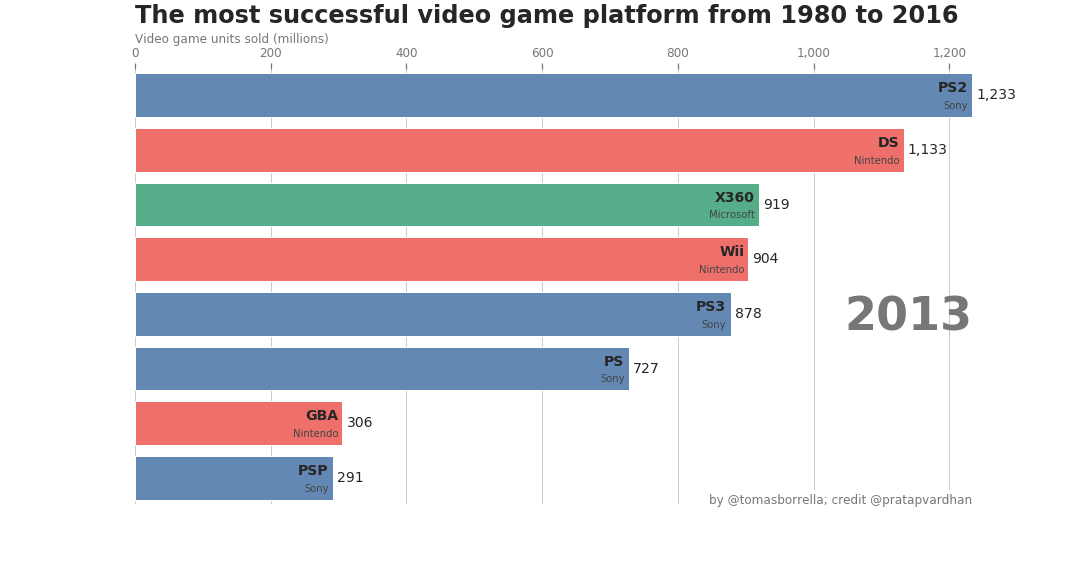 The most successful video game platform from 1980 to 2016
Video game units sold (millions)
0 200 400 600 800 1,000 1,200
PS2
Sony
1,233
DS
Nintendo
1,133
X360
Microsoft
919
Wii
Nintendo
904
PS3
Sony
878
2013
PS
Sony
727
GBA
Nintendo
306
PSP
Sony
291
by @tomasborrella; credit @pratapvardhan